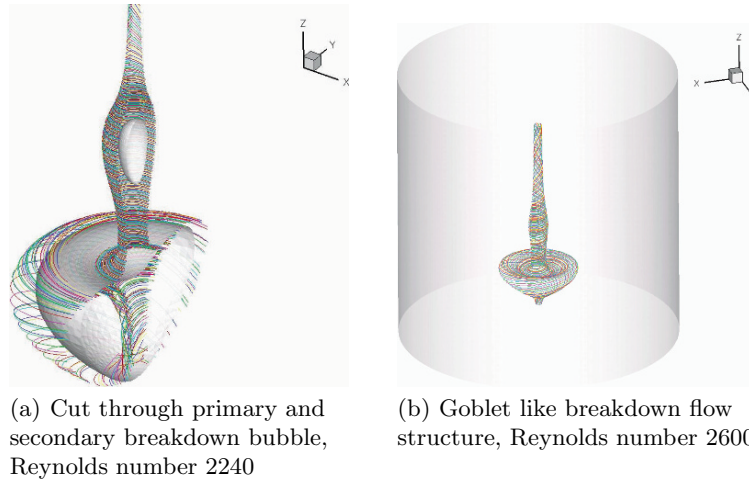 Z
Y
X
Z
X
(a) Cut through primary and
secondary breakdown bubble,
Reynolds number 2240
(b) Goblet like breakdown flow
structure, Reynolds number 2600